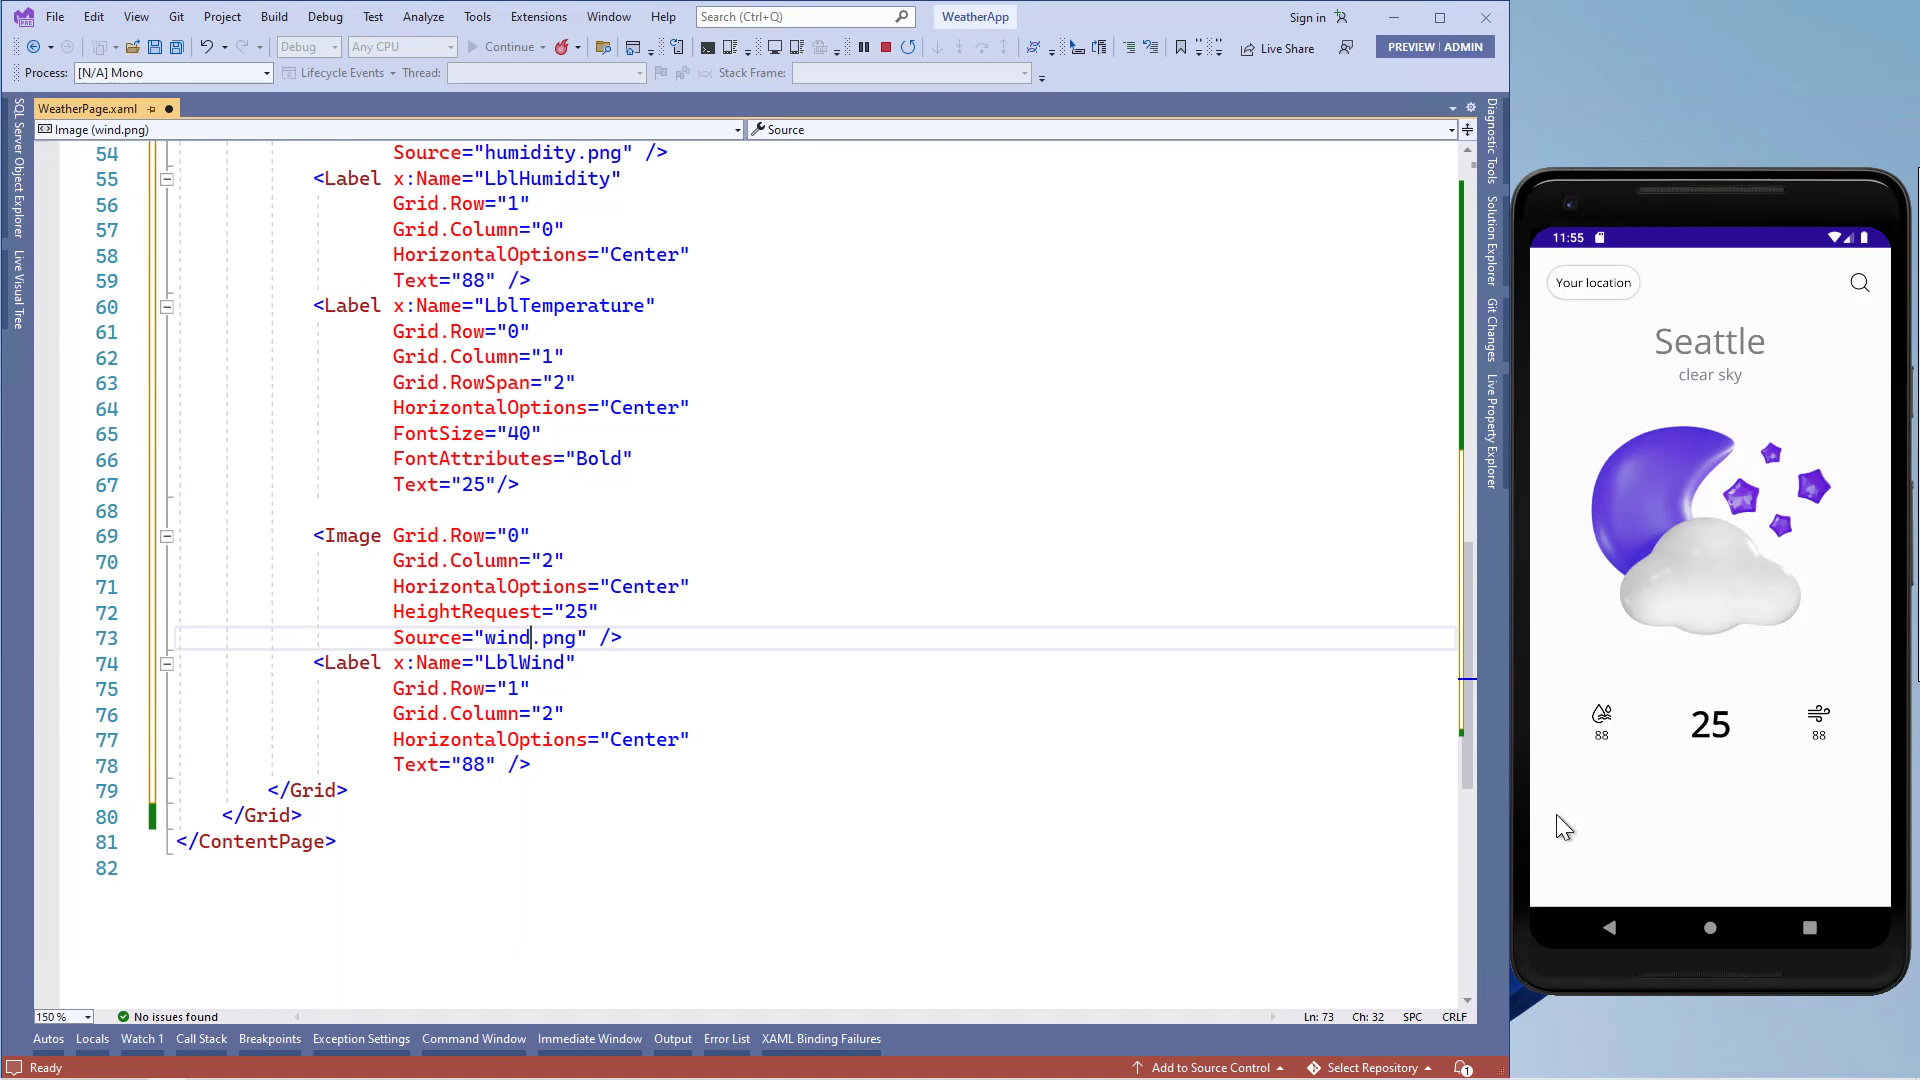 File Edit View Git Project Build Debug Test Analyze Tools Extensions Window Help Search (Ctrl+Q) WeatherApp Sign in
Debug Any CPU Continue Live Share PREVIEW | ADMIN
Process: [N/A] Mono Lifecycle Events Thread: Stack Frame:
WeatherPage.xaml
Image (wind.png) Source
SQL Server Object Explorer
Live Visual Tree
54 Source="humidity.png" />
55 <Label x:Name="LblHumidity"
56 Grid.Row="1"
57 Grid.Column="0"
58 HorizontalOptions="Center"
59 Text="88" />
60 <Label x:Name="LblTemperature"
61 Grid.Row="0"
62 Grid.Column="1"
63 Grid.RowSpan="2"
64 HorizontalOptions="Center"
65 FontSize="40"
66 FontAttributes="Bold"
67 Text="25"/>
68
69 <Image Grid.Row="0"
70 Grid.Column="2"
71 HorizontalOptions="Center"
72 HeightRequest="25"
73 Source="wind.png" />
74 <Label x:Name="LblWind"
75 Grid.Row="1"
76 Grid.Column="2"
77 HorizontalOptions="Center"
78 Text="88" />
79 </Grid>
80 </Grid>
81 </ContentPage>
82
Diagnostic Tools
Solution Explorer
Git Changes
Live Property Explorer
150 % No issues found Ln: 73 Ch: 32 SPC CRLF
Autos Locals Watch 1 Call Stack Breakpoints Exception Settings Command Window Immediate Window Output Error List XAML Binding Failures
Ready Add to Source Control Select Repository 1
11:55
Your location
Seattle
clear sky
25
88 88